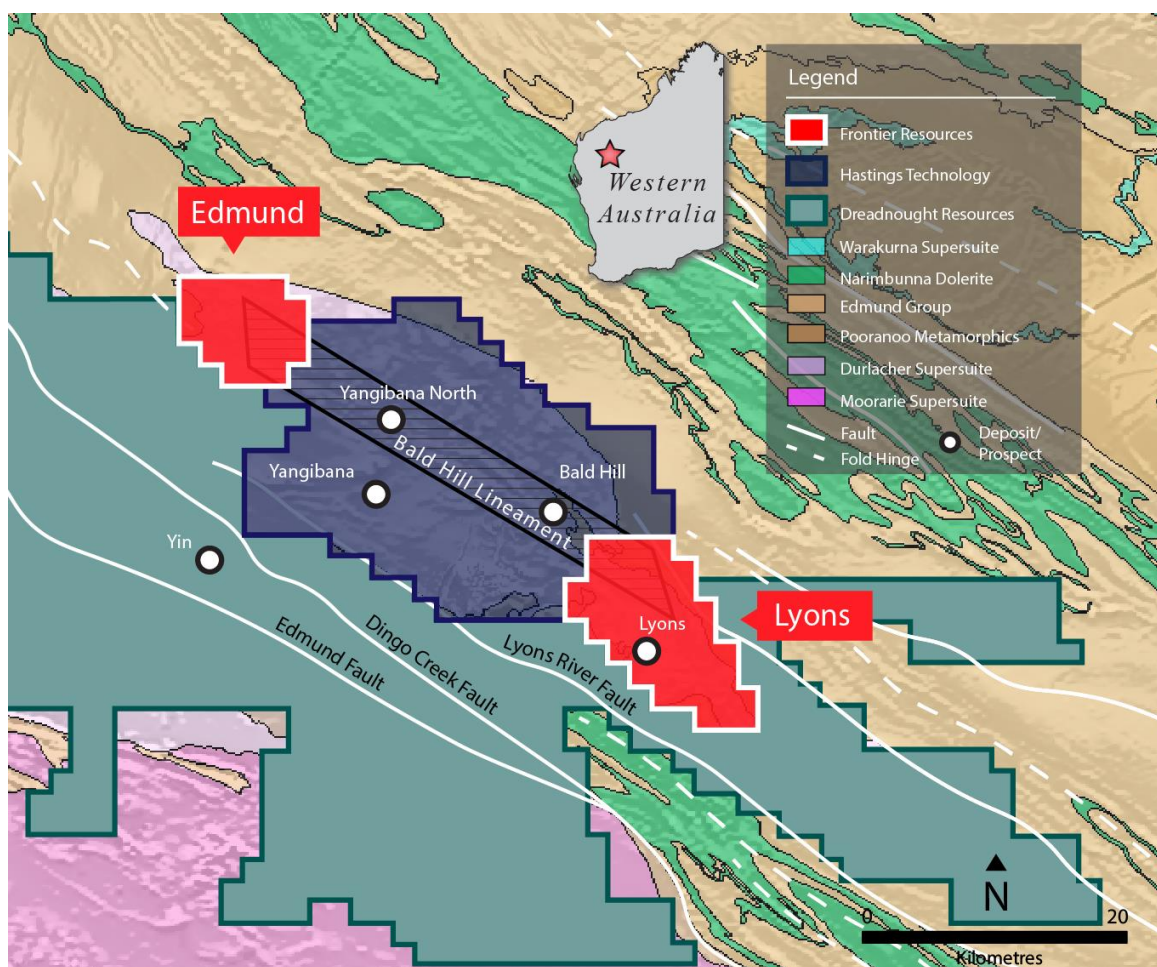 Legend
Frontier Resources
Hastings Technology
Dreadnought Resources
Warakurna Supersuite
Narimbunna Dolerite
Edmund Group
Pooranoo Metamorphics
Durlacher Supersuite
Moorarie Supersuite
Fault
Fold Hinge
Deposit/
Prospect
Western
Australia
Edmund
Yangibana North
Bald Hill Lineament
Bald Hill
Yangibana
Yin
Lyons
Lyons
Edmund Fault
Dingo Creek Fault
Lyons River Fault
N
0
20
Kilometres